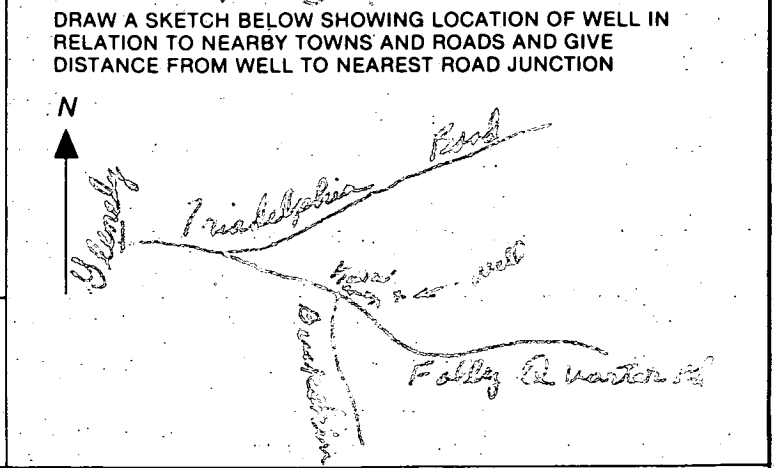 DRAW A SKETCH BELOW SHOWING LOCATION OF WELL IN
RELATION TO NEARBY TOWNS AND ROADS AND GIVE
DISTANCE FROM WELL TO NEAREST ROAD JUNCTION
N
Road
Triadelphia
Glenelg
well
Folly Quarter Rd